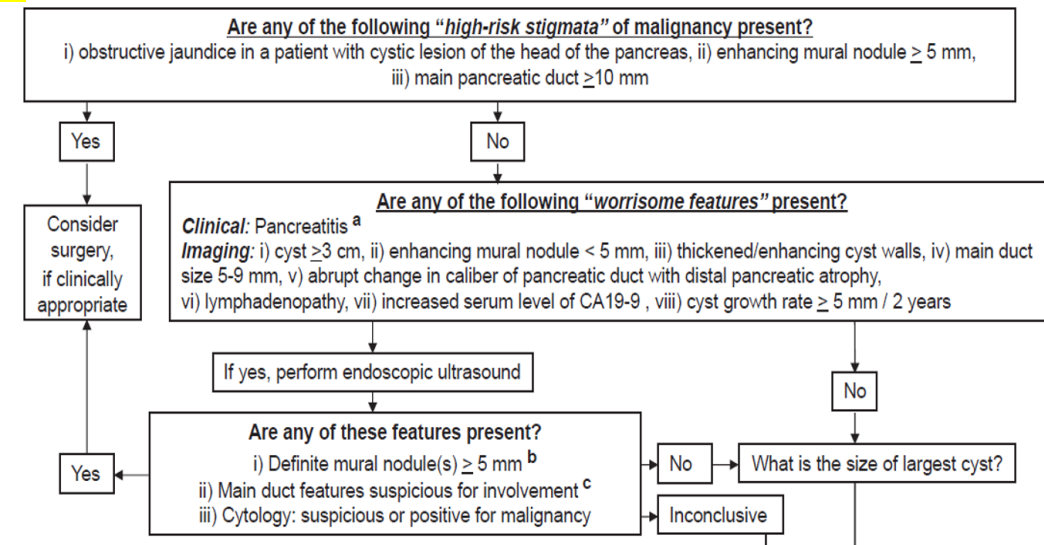 Are any of the following “high-risk stigmata” of malignancy present?
i) obstructive jaundice in a patient with cystic lesion of the head of the pancreas, ii) enhancing mural nodule ≥ 5 mm,
iii) main pancreatic duct ≥10 mm
Yes
No
Consider
surgery,
if clinically
appropriate
Are any of the following “worrisome features” present?
Clinical: Pancreatitis a
Imaging: i) cyst ≥3 cm, ii) enhancing mural nodule < 5 mm, iii) thickened/enhancing cyst walls, iv) main duct
size 5-9 mm, v) abrupt change in caliber of pancreatic duct with distal pancreatic atrophy,
vi) lymphadenopathy, vii) increased serum level of CA19-9 , viii) cyst growth rate ≥ 5 mm / 2 years
If yes, perform endoscopic ultrasound
No
Are any of these features present?
i) Definite mural nodule(s) ≥ 5 mm b
ii) Main duct features suspicious for involvement c
iii) Cytology: suspicious or positive for malignancy
Yes
No
What is the size of largest cyst?
Inconclusive